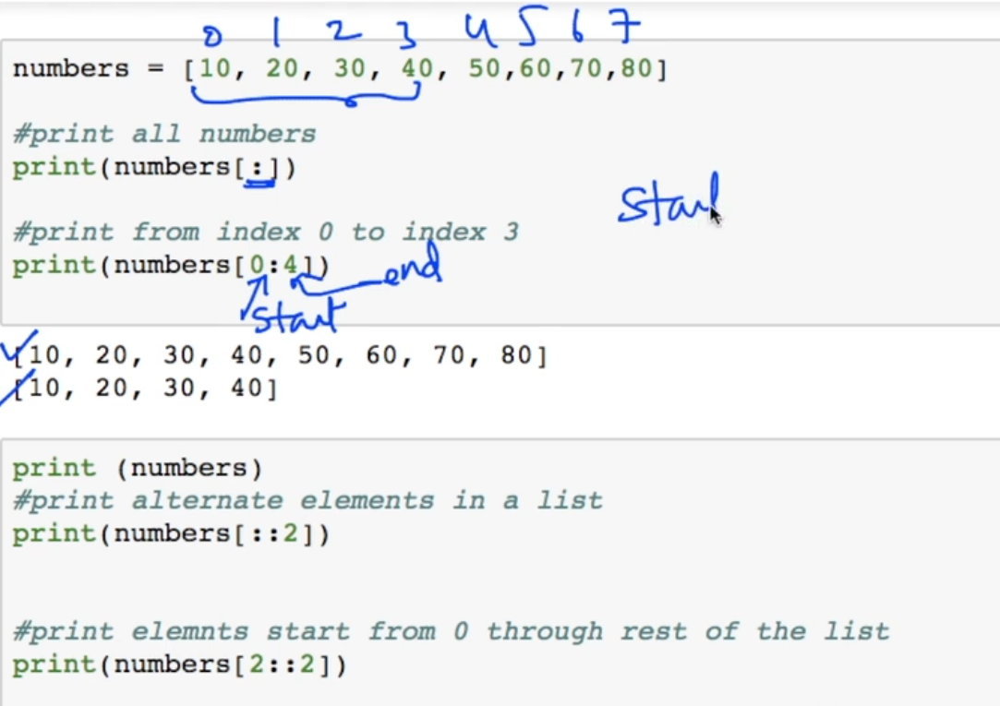 0 1 2 3 4 5 6 7
numbers = [10, 20, 30, 40, 50,60,70,80]
#print all numbers
print(numbers[:])
start
#print from index 0 to index 3
print(numbers[0:4])
end
start
[10, 20, 30, 40, 50, 60, 70, 80]
[10, 20, 30, 40]
print (numbers)
#print alternate elements in a list
print(numbers[::2])
#print elemnts start from 0 through rest of the list
print(numbers[2::2])